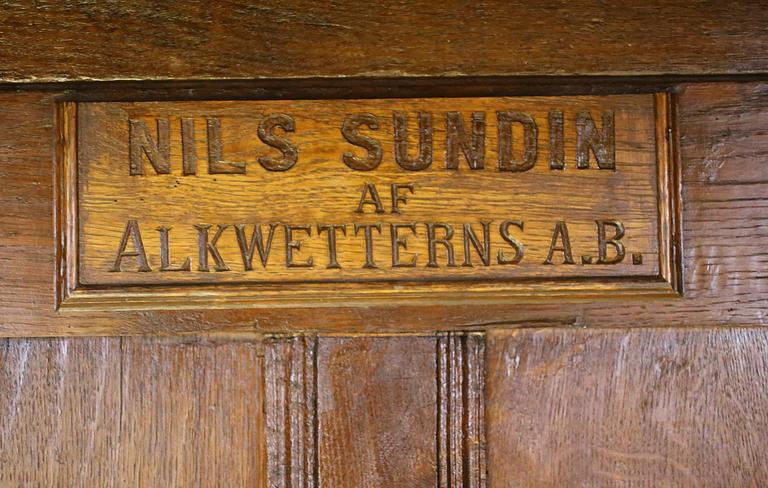 NILS SUNDIN
AF
ALKWETTERNS A.B.